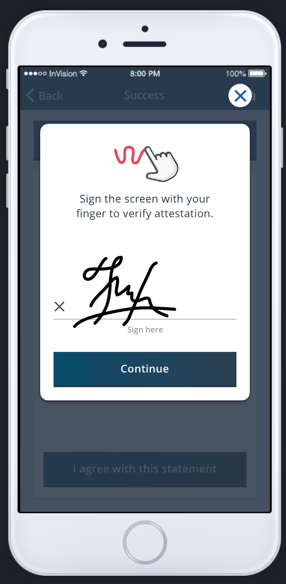 InVision 8:00 PM 100%
Back Success
Sign the screen with your
finger to verify attestation.
Sign here
Continue
I agree with this statement